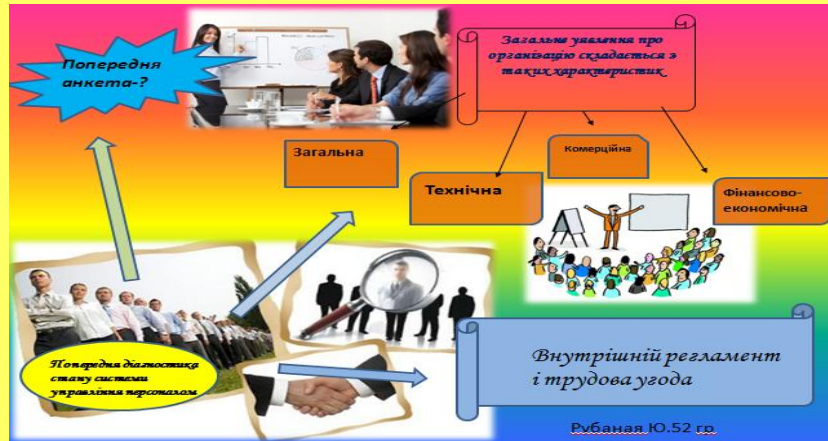 Попередня
анкета-?
Загальне уявлення про
організацію складається з
таких характеристик
Загальна
Комерційна
Технічна
Фінансово-
економічна
Попередня діагностика
стану системи
управління персоналом
Внутрішній регламент
і трудова угода
Рубаная Ю.52 гр